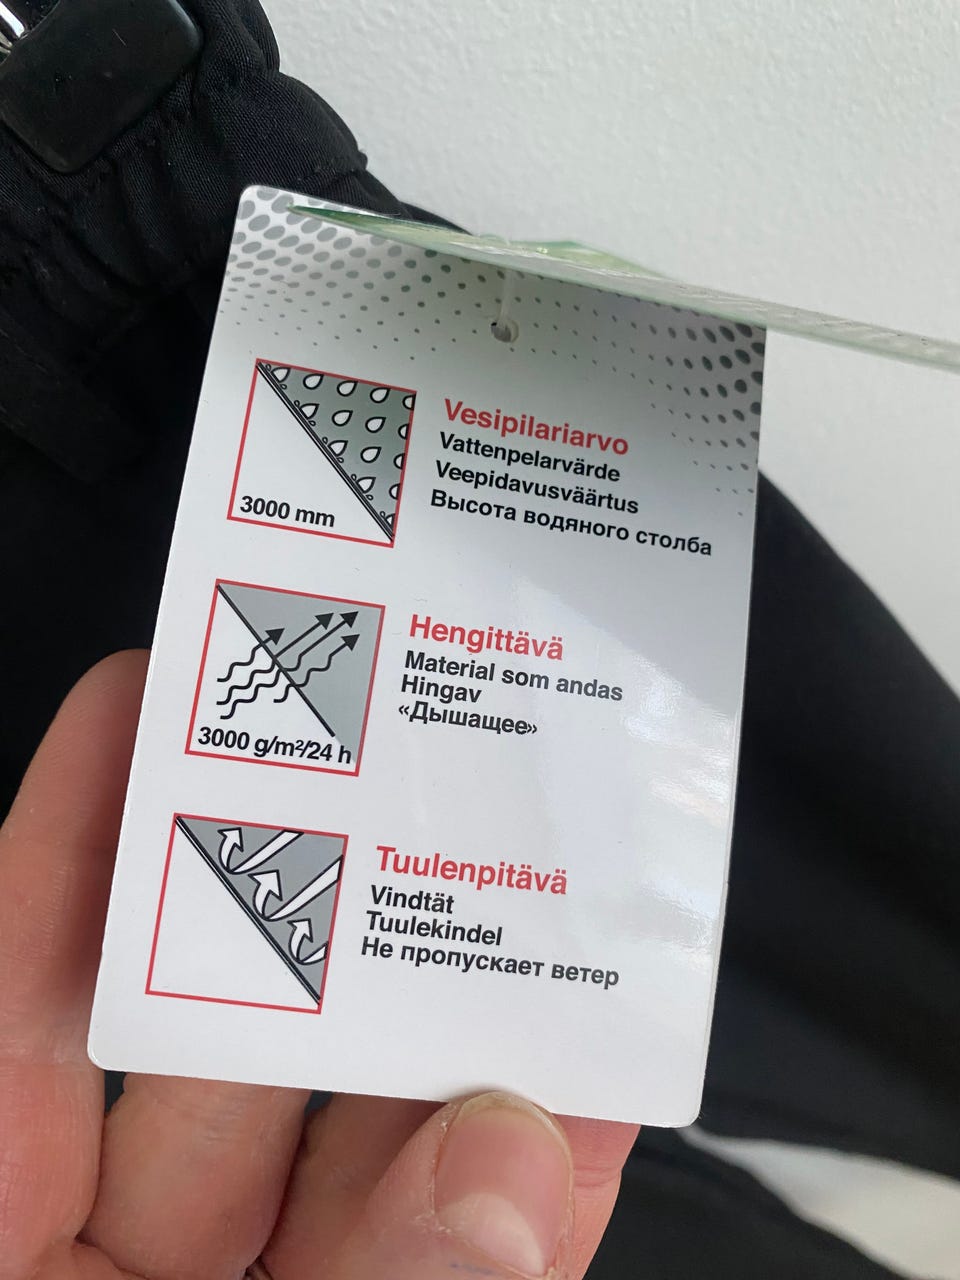 3000 mm
Vesipilariarvo
Vattenpelarvärde
Veepidavusväärtus
Высота водяного столба
3000 g/m²/24 h
Hengittävä
Material som andas
Hingav
«Дышащее»
Tuulenpitävä
Vindtät
Tuulekindel
Не пропускает ветер